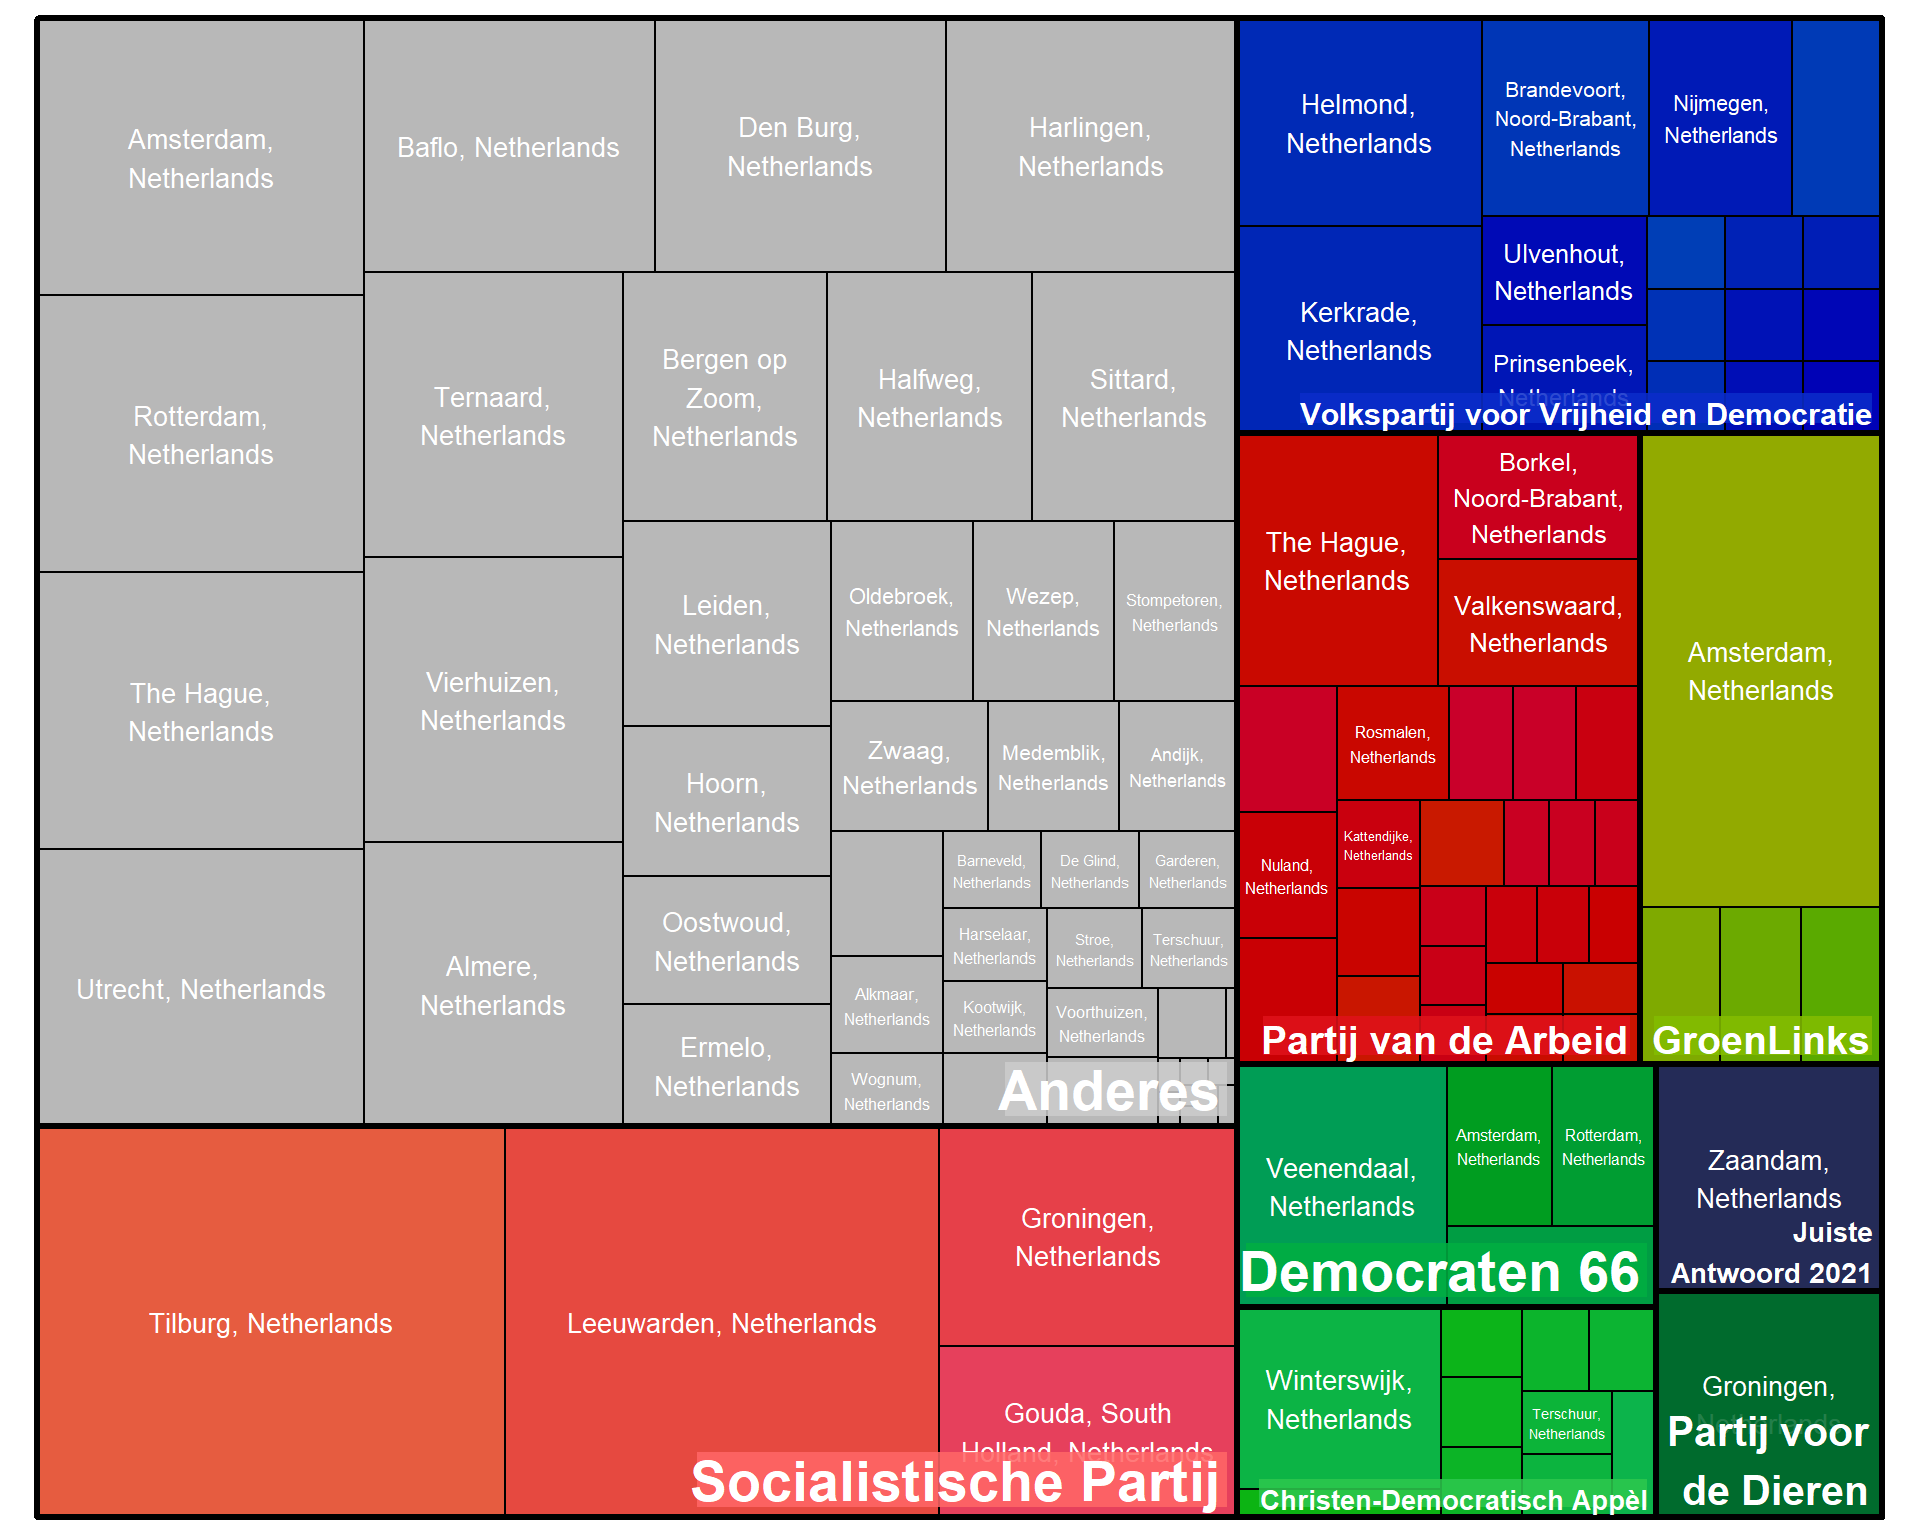 Amsterdam,
Netherlands
Baflo, Netherlands
Den Burg,
Netherlands
Harlingen,
Netherlands
Rotterdam,
Netherlands
Ternaard,
Netherlands
Bergen op
Zoom,
Netherlands
Halfweg,
Netherlands
Sittard,
Netherlands
The Hague,
Netherlands
Vierhuizen,
Netherlands
Leiden,
Netherlands
Oldebroek,
Netherlands
Wezep,
Netherlands
Stompetoren,
Netherlands
Hoorn,
Netherlands
Zwaag,
Netherlands
Medemblik,
Netherlands
Andijk,
Netherlands
Utrecht, Netherlands
Almere,
Netherlands
Oostwoud,
Netherlands
Ermelo,
Netherlands
Barneveld,
Netherlands
De Glind,
Netherlands
Garderen,
Netherlands
Harselaar,
Netherlands
Stroe,
Netherlands
Terschuur,
Netherlands
Alkmaar,
Netherlands
Kootwijk,
Netherlands
Voorthuizen,
Netherlands
Wognum,
Netherlands
Anderes
Tilburg, Netherlands
Leeuwarden, Netherlands
Groningen,
Netherlands
Gouda, South
Holland, Netherlands
Socialistische Partij
Helmond,
Netherlands
Brandevoort,
Noord-Brabant,
Netherlands
Nijmegen,
Netherlands
Kerkrade,
Netherlands
Ulvenhout,
Netherlands
Prinsenbeek,
Netherlands
Volkspartij voor Vrijheid en Democratie
The Hague,
Netherlands
Borkel,
Noord-Brabant,
Netherlands
Valkenswaard,
Netherlands
Rosmalen,
Netherlands
Nuland,
Netherlands
Kattendijke,
Netherlands
Partij van de Arbeid
Amsterdam,
Netherlands
GroenLinks
Veenendaal,
Netherlands
Amsterdam,
Netherlands
Rotterdam,
Netherlands
Democraten 66
Zaandam,
Netherlands
Juiste
Antwoord 2021
Winterswijk,
Netherlands
Terschuur,
Netherlands
Christen-Democratisch Appèl
Groningen,
Netherlands
Partij voor
de Dieren